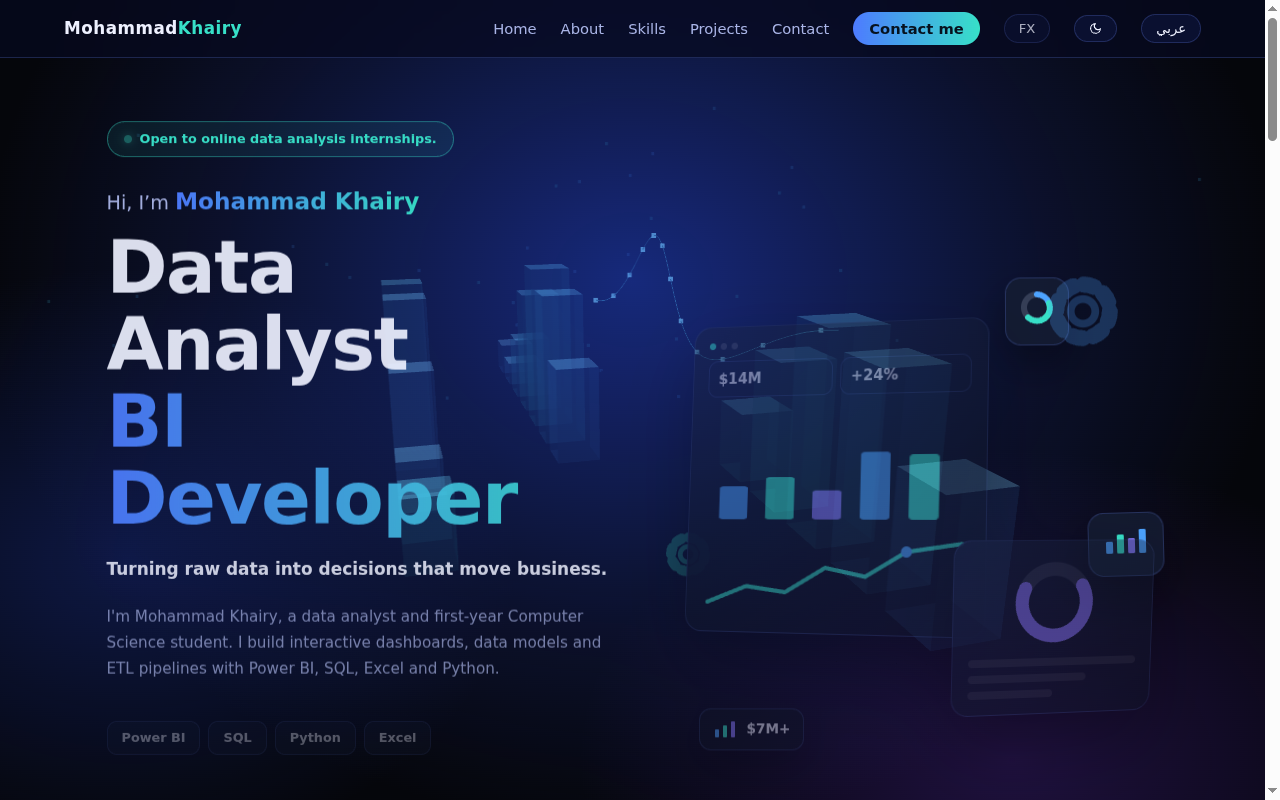 MohammadKhairy
Home About Skills Projects Contact Contact me FX عربي
Open to online data analysis internships.
Hi, I’m Mohammad Khairy
Data
Analyst
BI
Developer
Turning raw data into decisions that move business.
I'm Mohammad Khairy, a data analyst and first-year Computer
Science student. I build interactive dashboards, data models and
ETL pipelines with Power BI, SQL, Excel and Python.
Power BI SQL Python Excel
$14M
+24%
$7M+